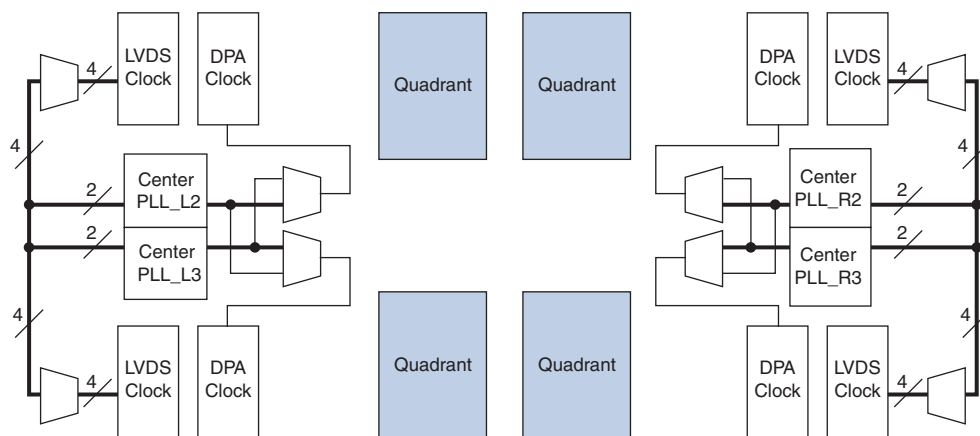 LVDS
Clock
DPA
Clock
Quadrant
Quadrant
DPA
Clock
LVDS
Clock
4
4
4
4
2
Center
PLL_L2
Center
PLL_R2
2
2
Center
PLL_L3
Center
PLL_R3
2
4
4
4
LVDS
Clock
DPA
Clock
Quadrant
Quadrant
DPA
Clock
LVDS
Clock
4